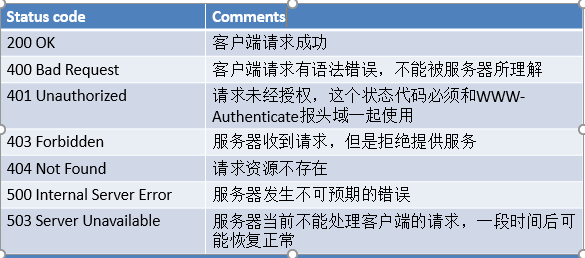 Status code Comments
200 OK 客户端请求成功
400 Bad Request 客户端请求有语法错误，不能被服务器所理解
401 Unauthorized 请求未经授权，这个状态代码必须和WWW-
Authenticate报头域一起使用
403 Forbidden 服务器收到请求，但是拒绝提供服务
404 Not Found 请求资源不存在
500 Internal Server Error 服务器发生不可预期的错误
503 Server Unavailable 服务器当前不能处理客户端的请求，一段时间后可
能恢复正常